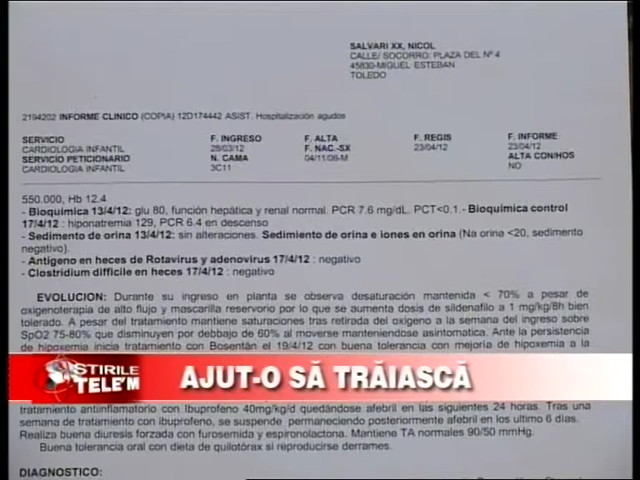 SALVARI XX, NICOL
CALLE/ SOCORRO: PLAZA DEL Nº 4
45830-MIGUEL ESTEBAN
TOLEDO
2194202 INFORME CLINICO (COPIA) 12D174442 ASIST. Hospitalización agudos
SERVICIO F. INGRESO F. ALTA F. REGIS F. INFORME
CARDIOLOGIA INFANTIL 28/03/12 F. NAC.-SX 23/04/12 23/04/12
SERVICIO PETICIONARIO N. CAMA 04/11/08-M ALTA CON/HOS
CARDIOLOGIA INFANTIL 3C11 NO
550.000, Hb 12.4
- Bioquímica 13/4/12: glu 80, función hepática y renal normal. PCR 7.6 mg/dL. PCT<0.1.- Bioquímica control
17/4/12: hiponatremia 129, PCR 6.4 en descenso
- Sedimento de orina 13/4/12: sin alteraciones. Sedimiento de orina e iones en orina (Na orina <20, sedimento
negativo).
- Antígeno en heces de Rotavirus y adenovirus 17/4/12 : negativo
- Clostridium difficile en heces 17/4/12 : negativo
EVOLUCION: Durante su ingreso en planta se observa desaturación mantenida < 70% a pesar de
oxigenoterapia de alto flujo y mascarilla reservorio por lo que se aumenta dosis de sildenafilo a 1 mg/kg/8h bien
tolerado. A pesar del tratamiento mantiene saturaciones tras retirada del oxígeno a la semana del ingreso sobre
SpO2 75-80% que disminuyen por debbajo de 60% al moverse manteniendose asintomatica. Ante la persistencia
de hipoxemia inicia tratamiento con Bosentán el 19/4/12 con buena tolerancia con mejoría de hipoxemia a la
ȘTIRILE
TELE'M
AJUT-O SĂ TRĂIASCĂ
tratamiento antiinflamatorio con Ibuprofeno 40mg/kg/d quedándose afebril en las siguientes 24 horas. Tras una
semana de tratamiento con ibuprofeno, se suspende permaneciendo posteriormente afebril en los ultimo 6 días.
Realiza buena diuresis forzada con furosemida y espironolactona. Mantiene TA normales 90/50 mmHg.
Buena tolerancia oral con dieta de quilotórax si reproducirse derrames.
DIAGNOSTICO: